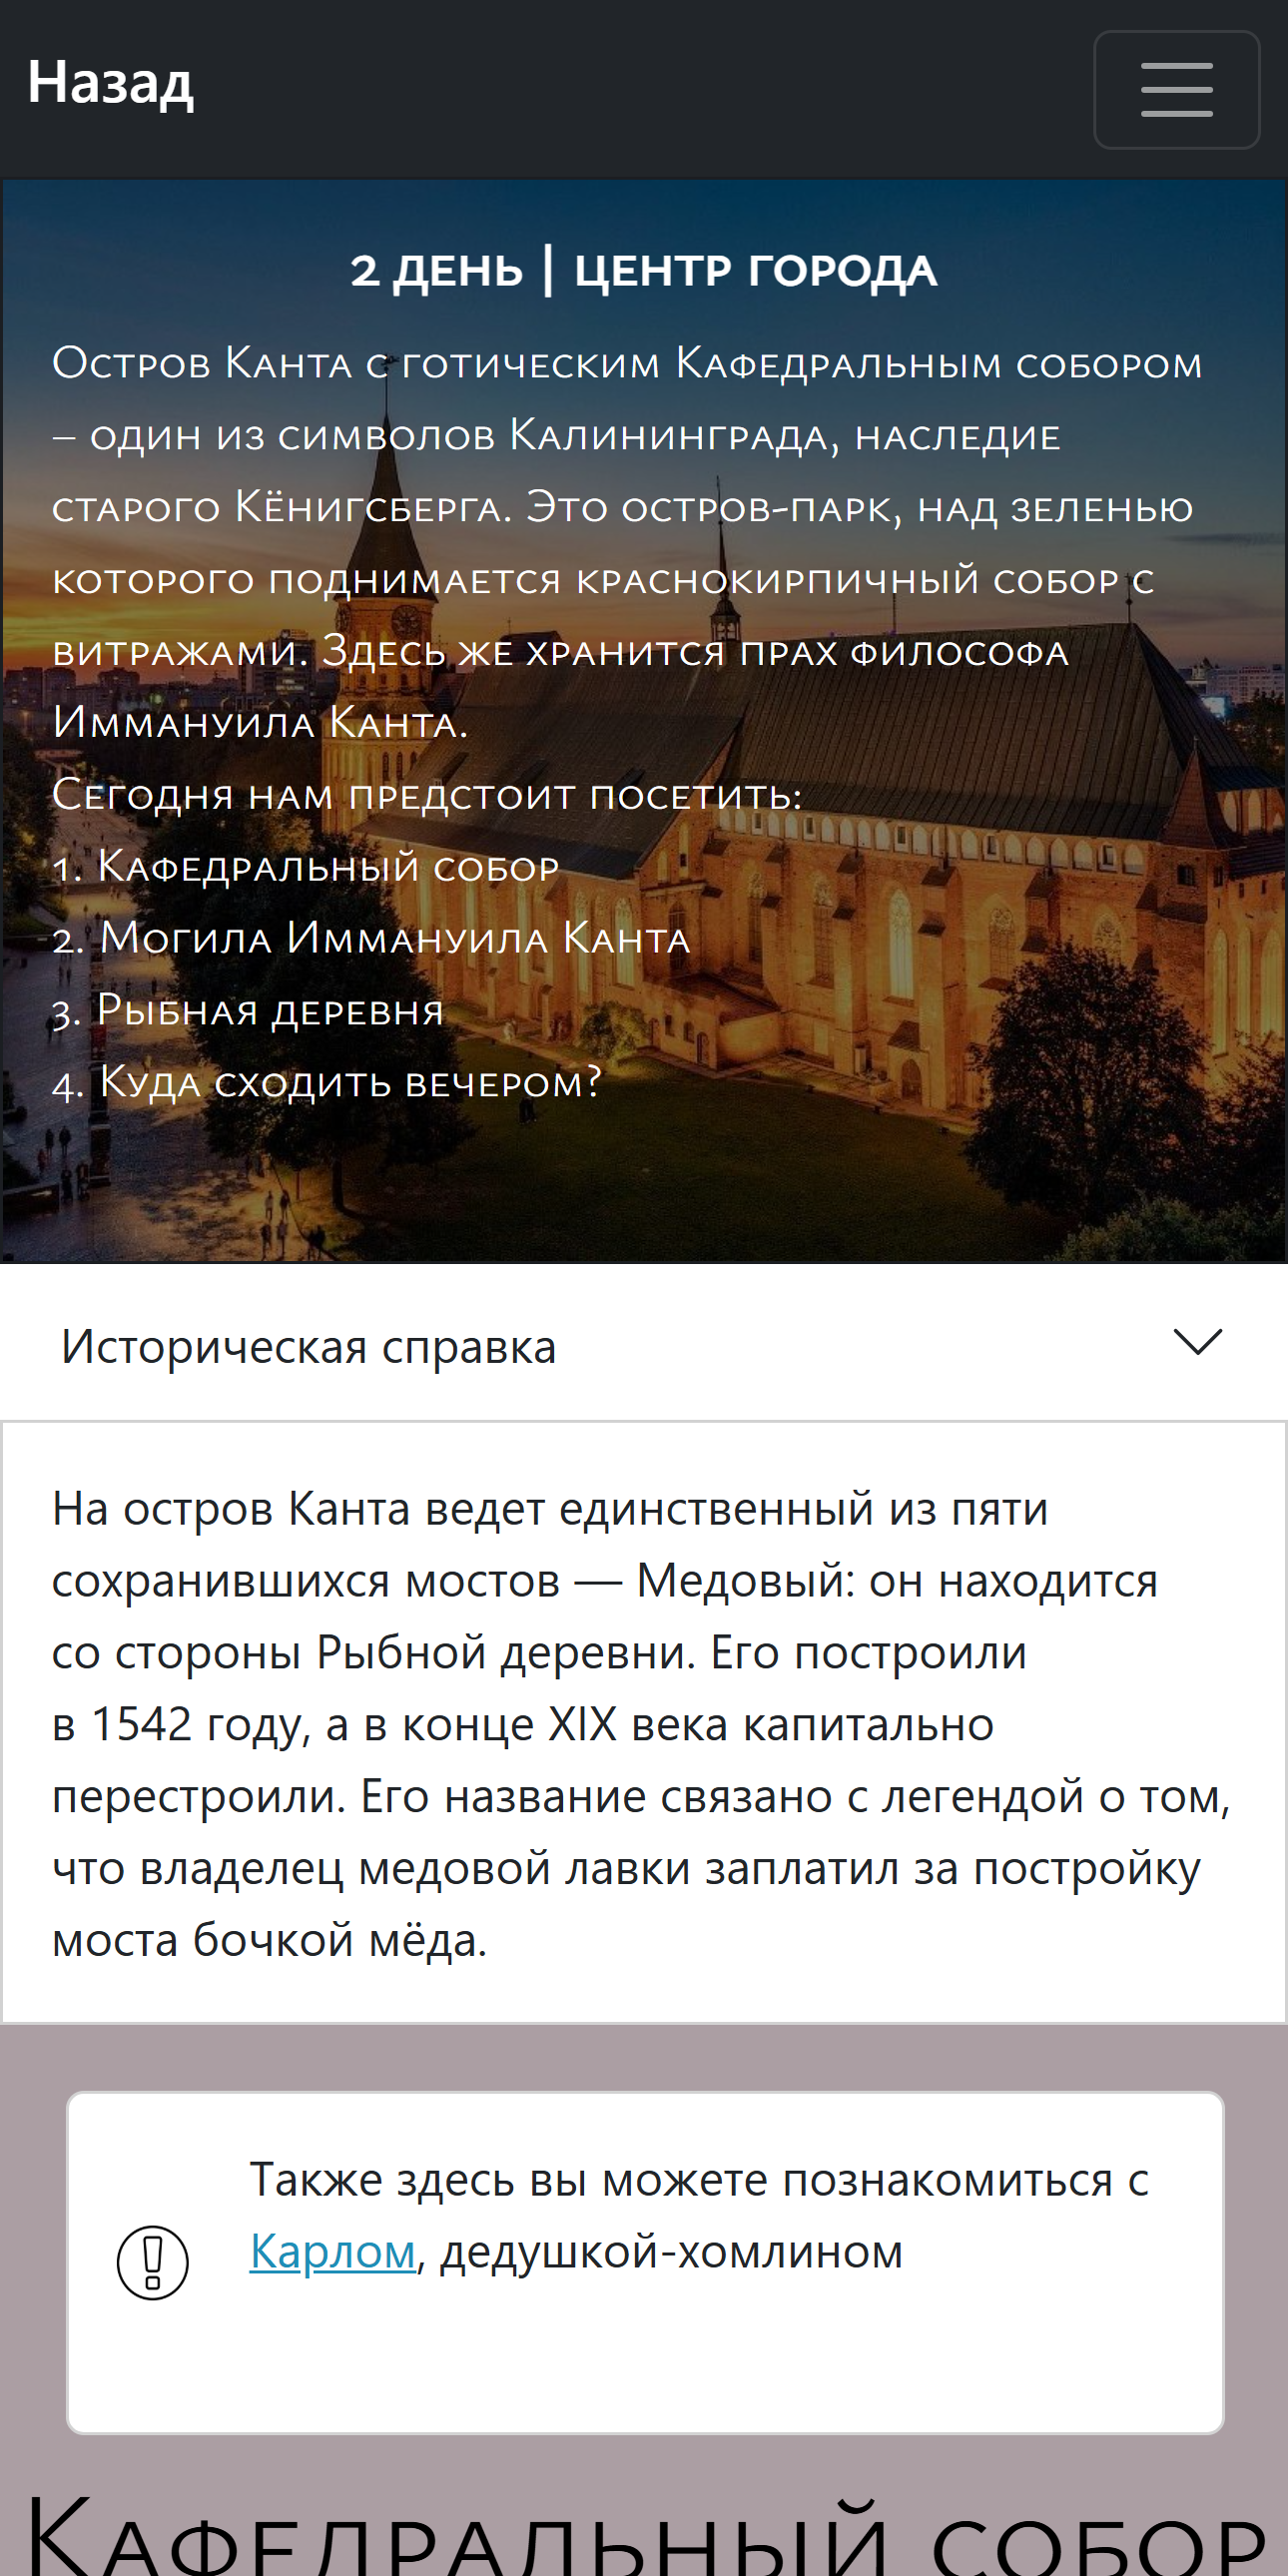 Назад
2 день | центр города
Остров Канта с готическим Кафедральным собором
– один из символов Калининграда, наследие
старого Кёнигсберга. Это остров-парк, над зеленью
которого поднимается краснокирпичный собор с
витражами. Здесь же хранится прах философа
Иммануила Канта.
Сегодня нам предстоит посетить:
1. Кафедральный собор
2. Могила Иммануила Канта
3. Рыбная деревня
4. Куда сходить вечером?
Историческая справка
На остров Канта ведет единственный из пяти
сохранившихся мостов — Медовый: он находится
со стороны Рыбной деревни. Его построили
в 1542 году, а в конце XIX века капитально
перестроили. Его название связано с легендой о том,
что владелец медовой лавки заплатил за постройку
моста бочкой мёда.
Также здесь вы можете познакомиться с
Карлом, дедушкой-хомлином
Кафедральный собор